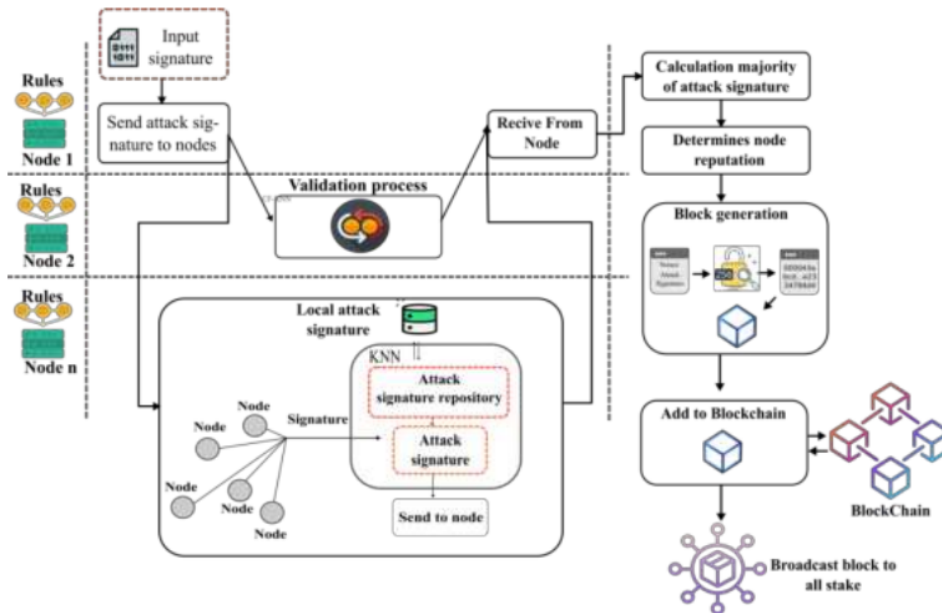 Input
signature
Rules
Node 1
Send attack sig-
nature to nodes
Recive From
Node
Calculation majority
of attack signature
Determines node
reputation
Rules
Node 2
Validation process
Block generation
256
Rules
Node n
Local attack
signature
KNN
Attack
signature repository
Attack
signature
Send to node
Signature
Node
Node
Node
Node
Node
Add to Blockchain
BlockChain
Broadcast block to
all stake